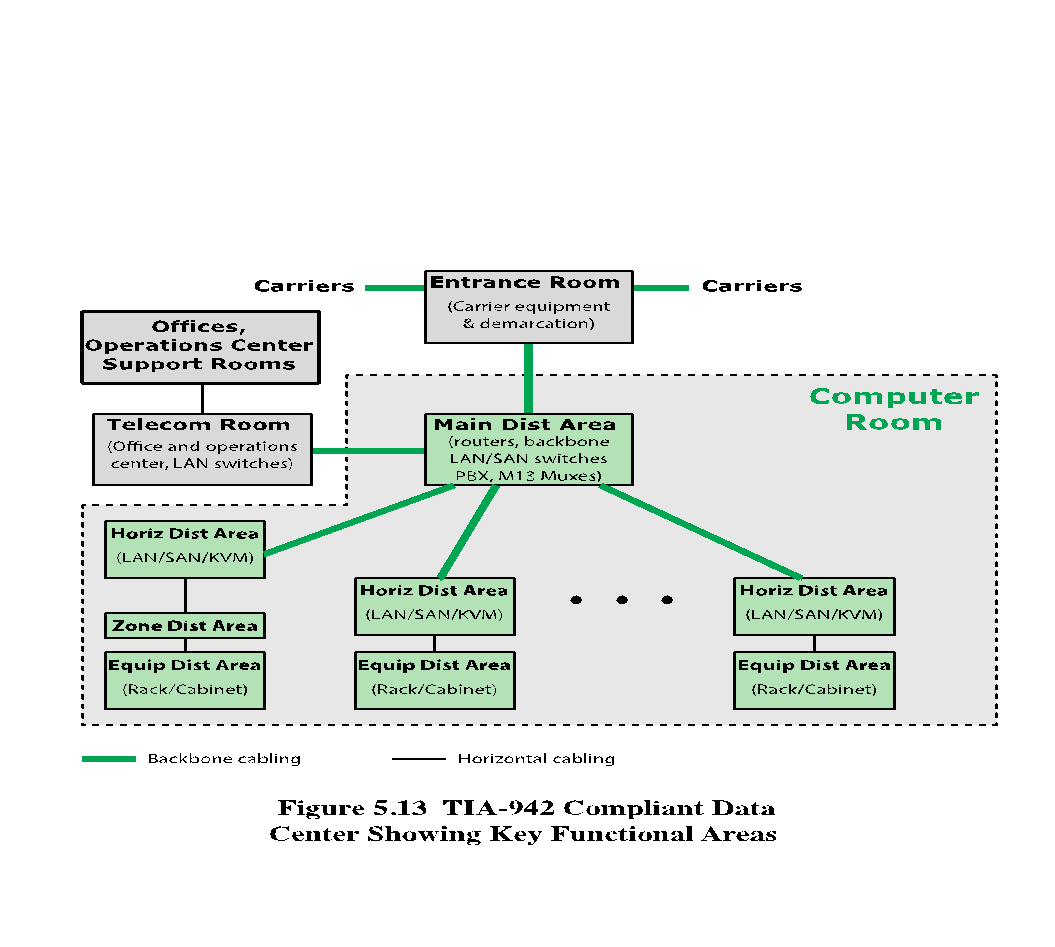 Carriers
Entrance Room
(Carrier equipment
& demarcation)
Carriers
Offices,
Operations Center
Support Rooms
Computer
Room
Telecom Room
(Office and operations
center, LAN switches)
Main Dist Area
(routers, backbone
LAN/SAN switches
PBX, M13 Muxes)
Horiz Dist Area
(LAN/SAN/KVM)
Zone Dist Area
Equip Dist Area
(Rack/Cabinet)
Horiz Dist Area
(LAN/SAN/KVM)
Equip Dist Area
(Rack/Cabinet)
Horiz Dist Area
(LAN/SAN/KVM)
Equip Dist Area
(Rack/Cabinet)
Backbone cabling
Horizontal cabling
Figure 5.13 TIA-942 Compliant Data
Center Showing Key Functional Areas